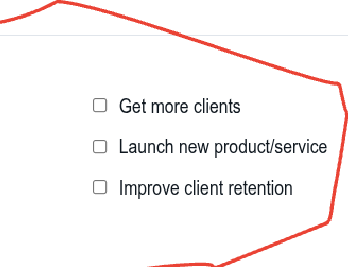 Get more clients
Launch new product/service
Improve client retention